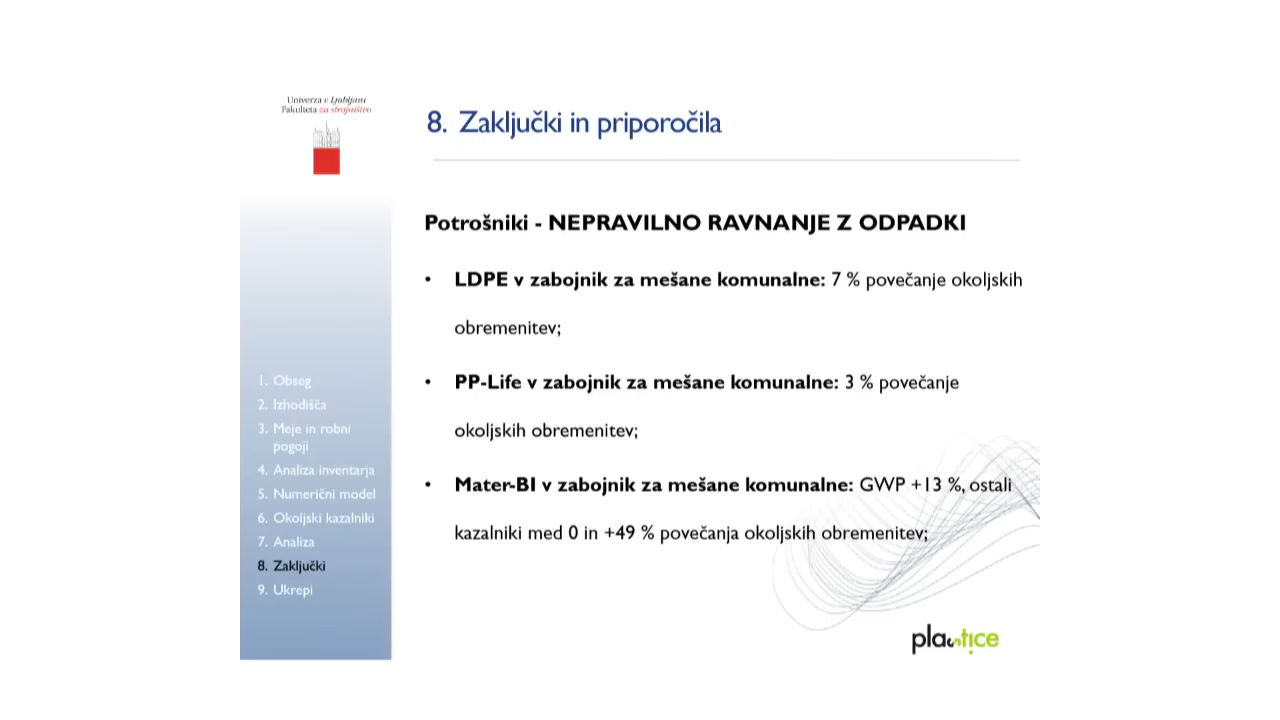 Univerza v Ljubljani
Fakulteta za strojništvo
8. Zaključki in priporočila
Potrošniki - NEPRAVILNO RAVNANJE Z ODPADKI
• LDPE v zabojnik za mešane komunalne: 7 % povečanje okoljskih
obremenitev;
• PP-Life v zabojnik za mešane komunalne: 3 % povečanje
okoljskih obremenitev;
• Mater-BI v zabojnik za mešane komunalne: GWP +13 %, ostali
kazalniki med 0 in +49 % povečanja okoljskih obremenitev;
1. Obseg
2. Izhodišča
3. Meje in robni
pogoji
4. Analiza inventarja
5. Numerični model
6. Okoljski kazalniki
7. Analiza
8. Zaključki
9. Ukrepi
plastice